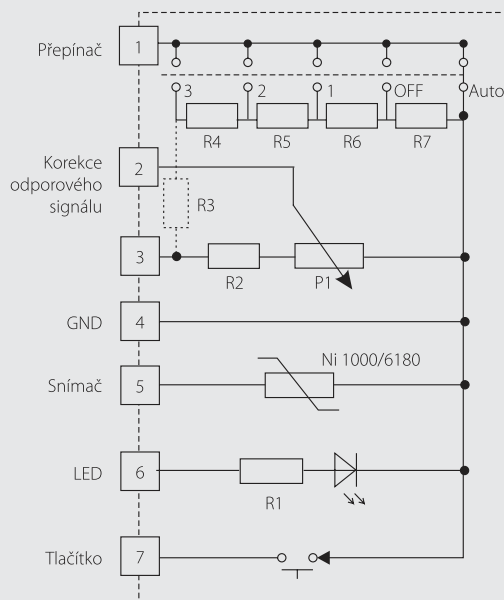 Přepínač 1
3 2 1 OFF Auto
R4 R5 R6 R7
Korekce
odporového
signálu
2
R3
3
R2 P1
GND 4
Ni 1000/6180
Snímač 5
LED 6
R1
Tlačítko 7